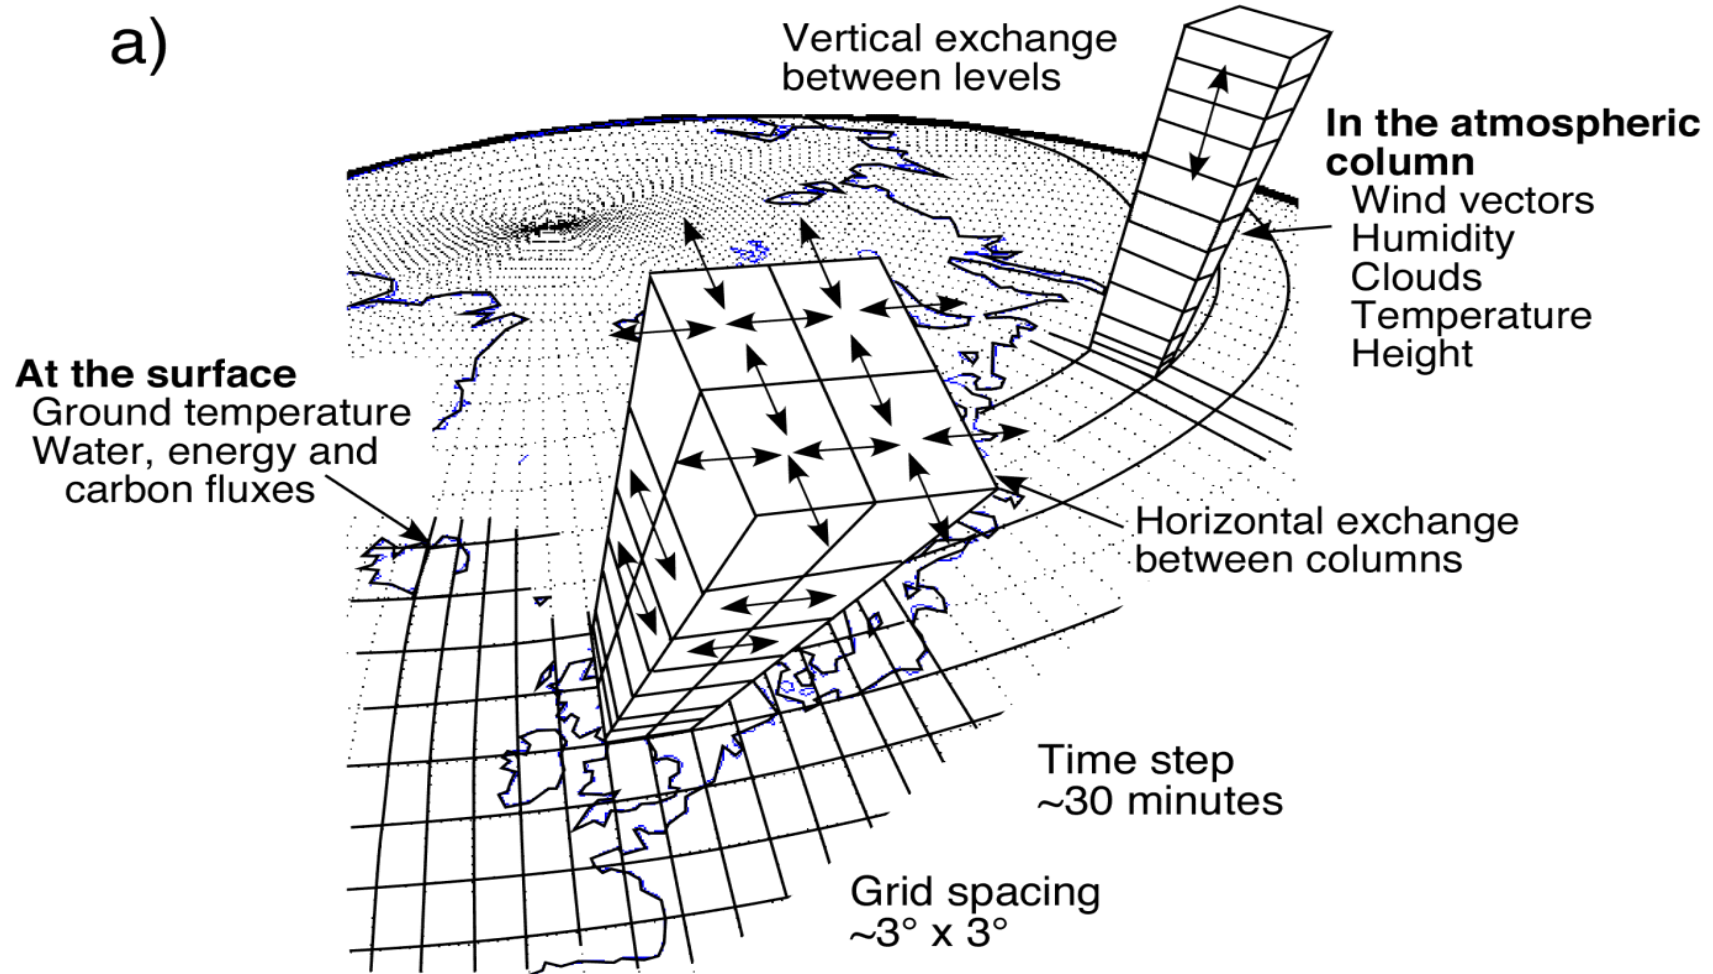 a)
Vertical exchange
between levels
In the atmospheric
column
Wind vectors
Humidity
Clouds
Temperature
Height
At the surface
Ground temperature
Water, energy and
carbon fluxes
Horizontal exchange
between columns
Time step
~30 minutes
Grid spacing
~3° x 3°